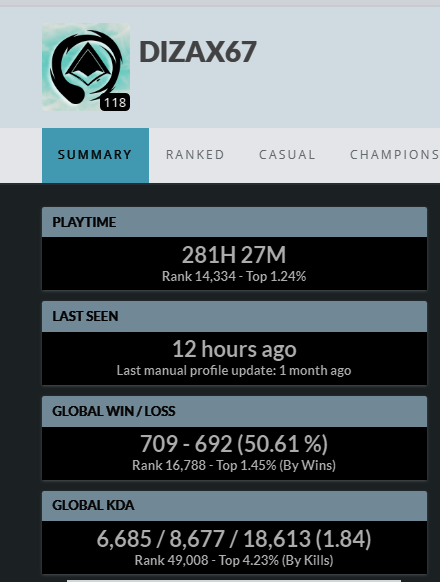 DIZAX67
118
SUMMARY RANKED CASUAL CHAMPIONS
PLAYTIME
281H 27M
Rank 14,334 - Top 1.24%
LAST SEEN
12 hours ago
Last manual profile update: 1 month ago
GLOBAL WIN / LOSS
709 - 692 (50.61 %)
Rank 16,788 - Top 1.45% (By Wins)
GLOBAL KDA
6,685 / 8,677 / 18,613 (1.84)
Rank 49,008 - Top 4.23% (By Kills)